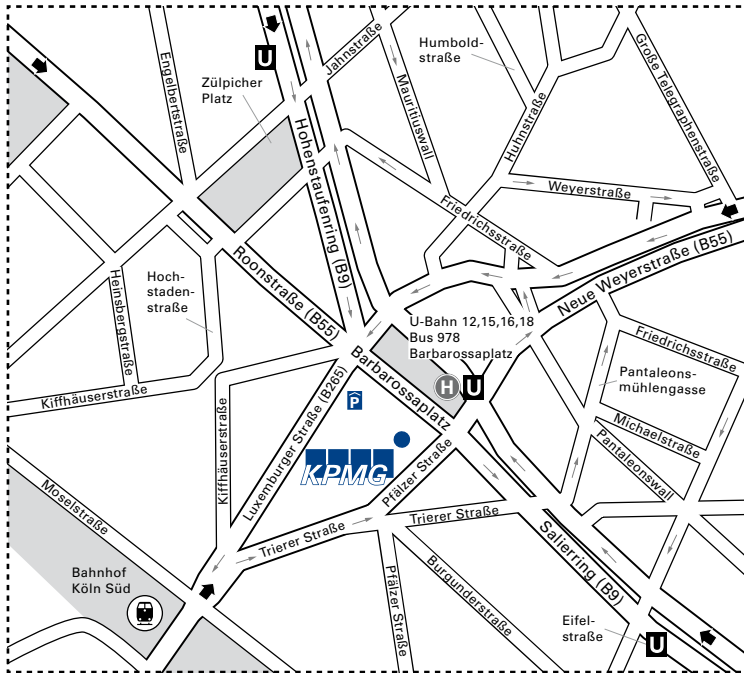 U
Zülpicher
Platz
Engelbertstraße
Jahnstraße
Mauritiuswall
Humbold-
straße
Huhnstraße
Große Telegraphenstraße
Hohenstaufenring (B9)
Weyerstraße
Friedrichsstraße
Neue Weyerstraße (B55)
Roonstraße (B55)
Hoch-
staden-
straße
Heinsbergstraße
Kiffhäuserstraße
U-Bahn 12,15,16,18
Bus 978
Barbarossaplatz
H
U
Barbarossaplatz
Friedrichsstraße
Pantaleons-
mühlengasse
Michaelstraße
Pantaleonswall
P
KPMG
Luxemburger Straße (B265)
Kiffhäuserstraße
Pfälzer Straße
Trierer Straße
Trierer Straße
Moselstraße
Bahnhof
Köln Süd
Pfälzer Straße
Burgunderstraße
Salierring (B9)
Eifel-
straße
U